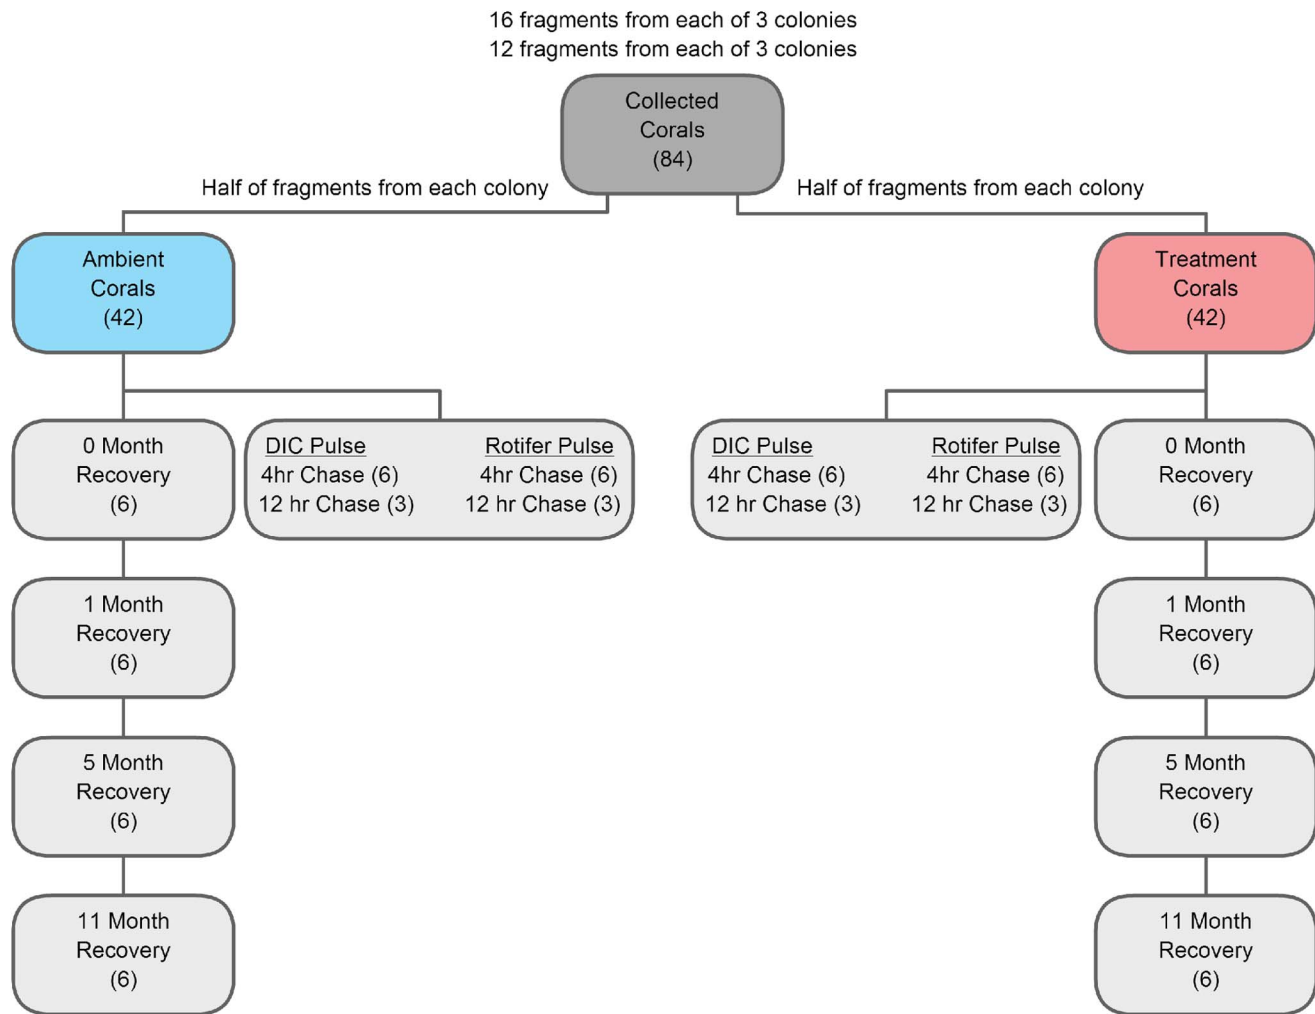 16 fragments from each of 3 colonies
12 fragments from each of 3 colonies
Collected
Corals
(84)
Half of fragments from each colony
Half of fragments from each colony
Ambient
Corals
(42)
Treatment
Corals
(42)
0 Month
Recovery
(6)
DIC Pulse
4hr Chase (6)
12 hr Chase (3)
Rotifer Pulse
4hr Chase (6)
12 hr Chase (3)
DIC Pulse
4hr Chase (6)
12 hr Chase (3)
Rotifer Pulse
4hr Chase (6)
12 hr Chase (3)
0 Month
Recovery
(6)
1 Month
Recovery
(6)
1 Month
Recovery
(6)
5 Month
Recovery
(6)
5 Month
Recovery
(6)
11 Month
Recovery
(6)
11 Month
Recovery
(6)